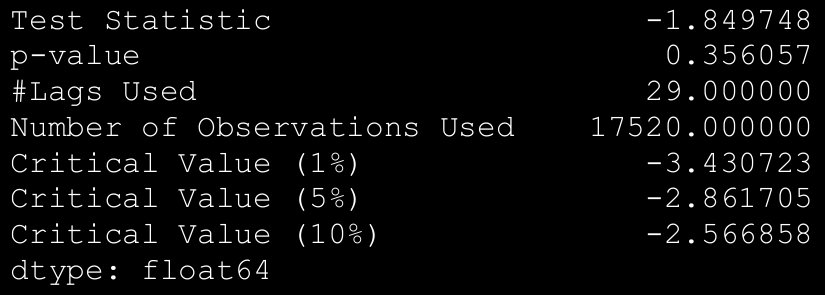 Test Statistic -1.849748
p-value 0.356057
#Lags Used 29.000000
Number of Observations Used 17520.000000
Critical Value (1%) -3.430723
Critical Value (5%) -2.861705
Critical Value (10%) -2.566858
dtype: float64